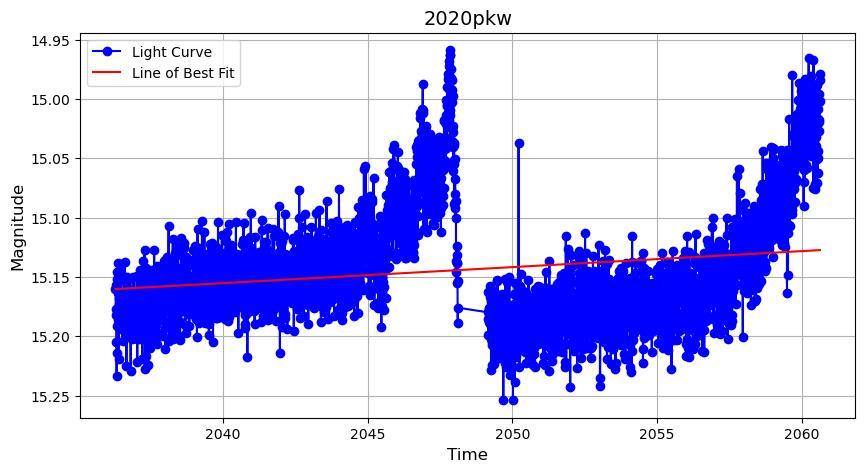 2020pkw
Light Curve
Line of Best Fit
Magnitude
14.95
15.00
15.05
15.10
15.15
15.20
15.25
2040
2045
2050
2055
2060
Time